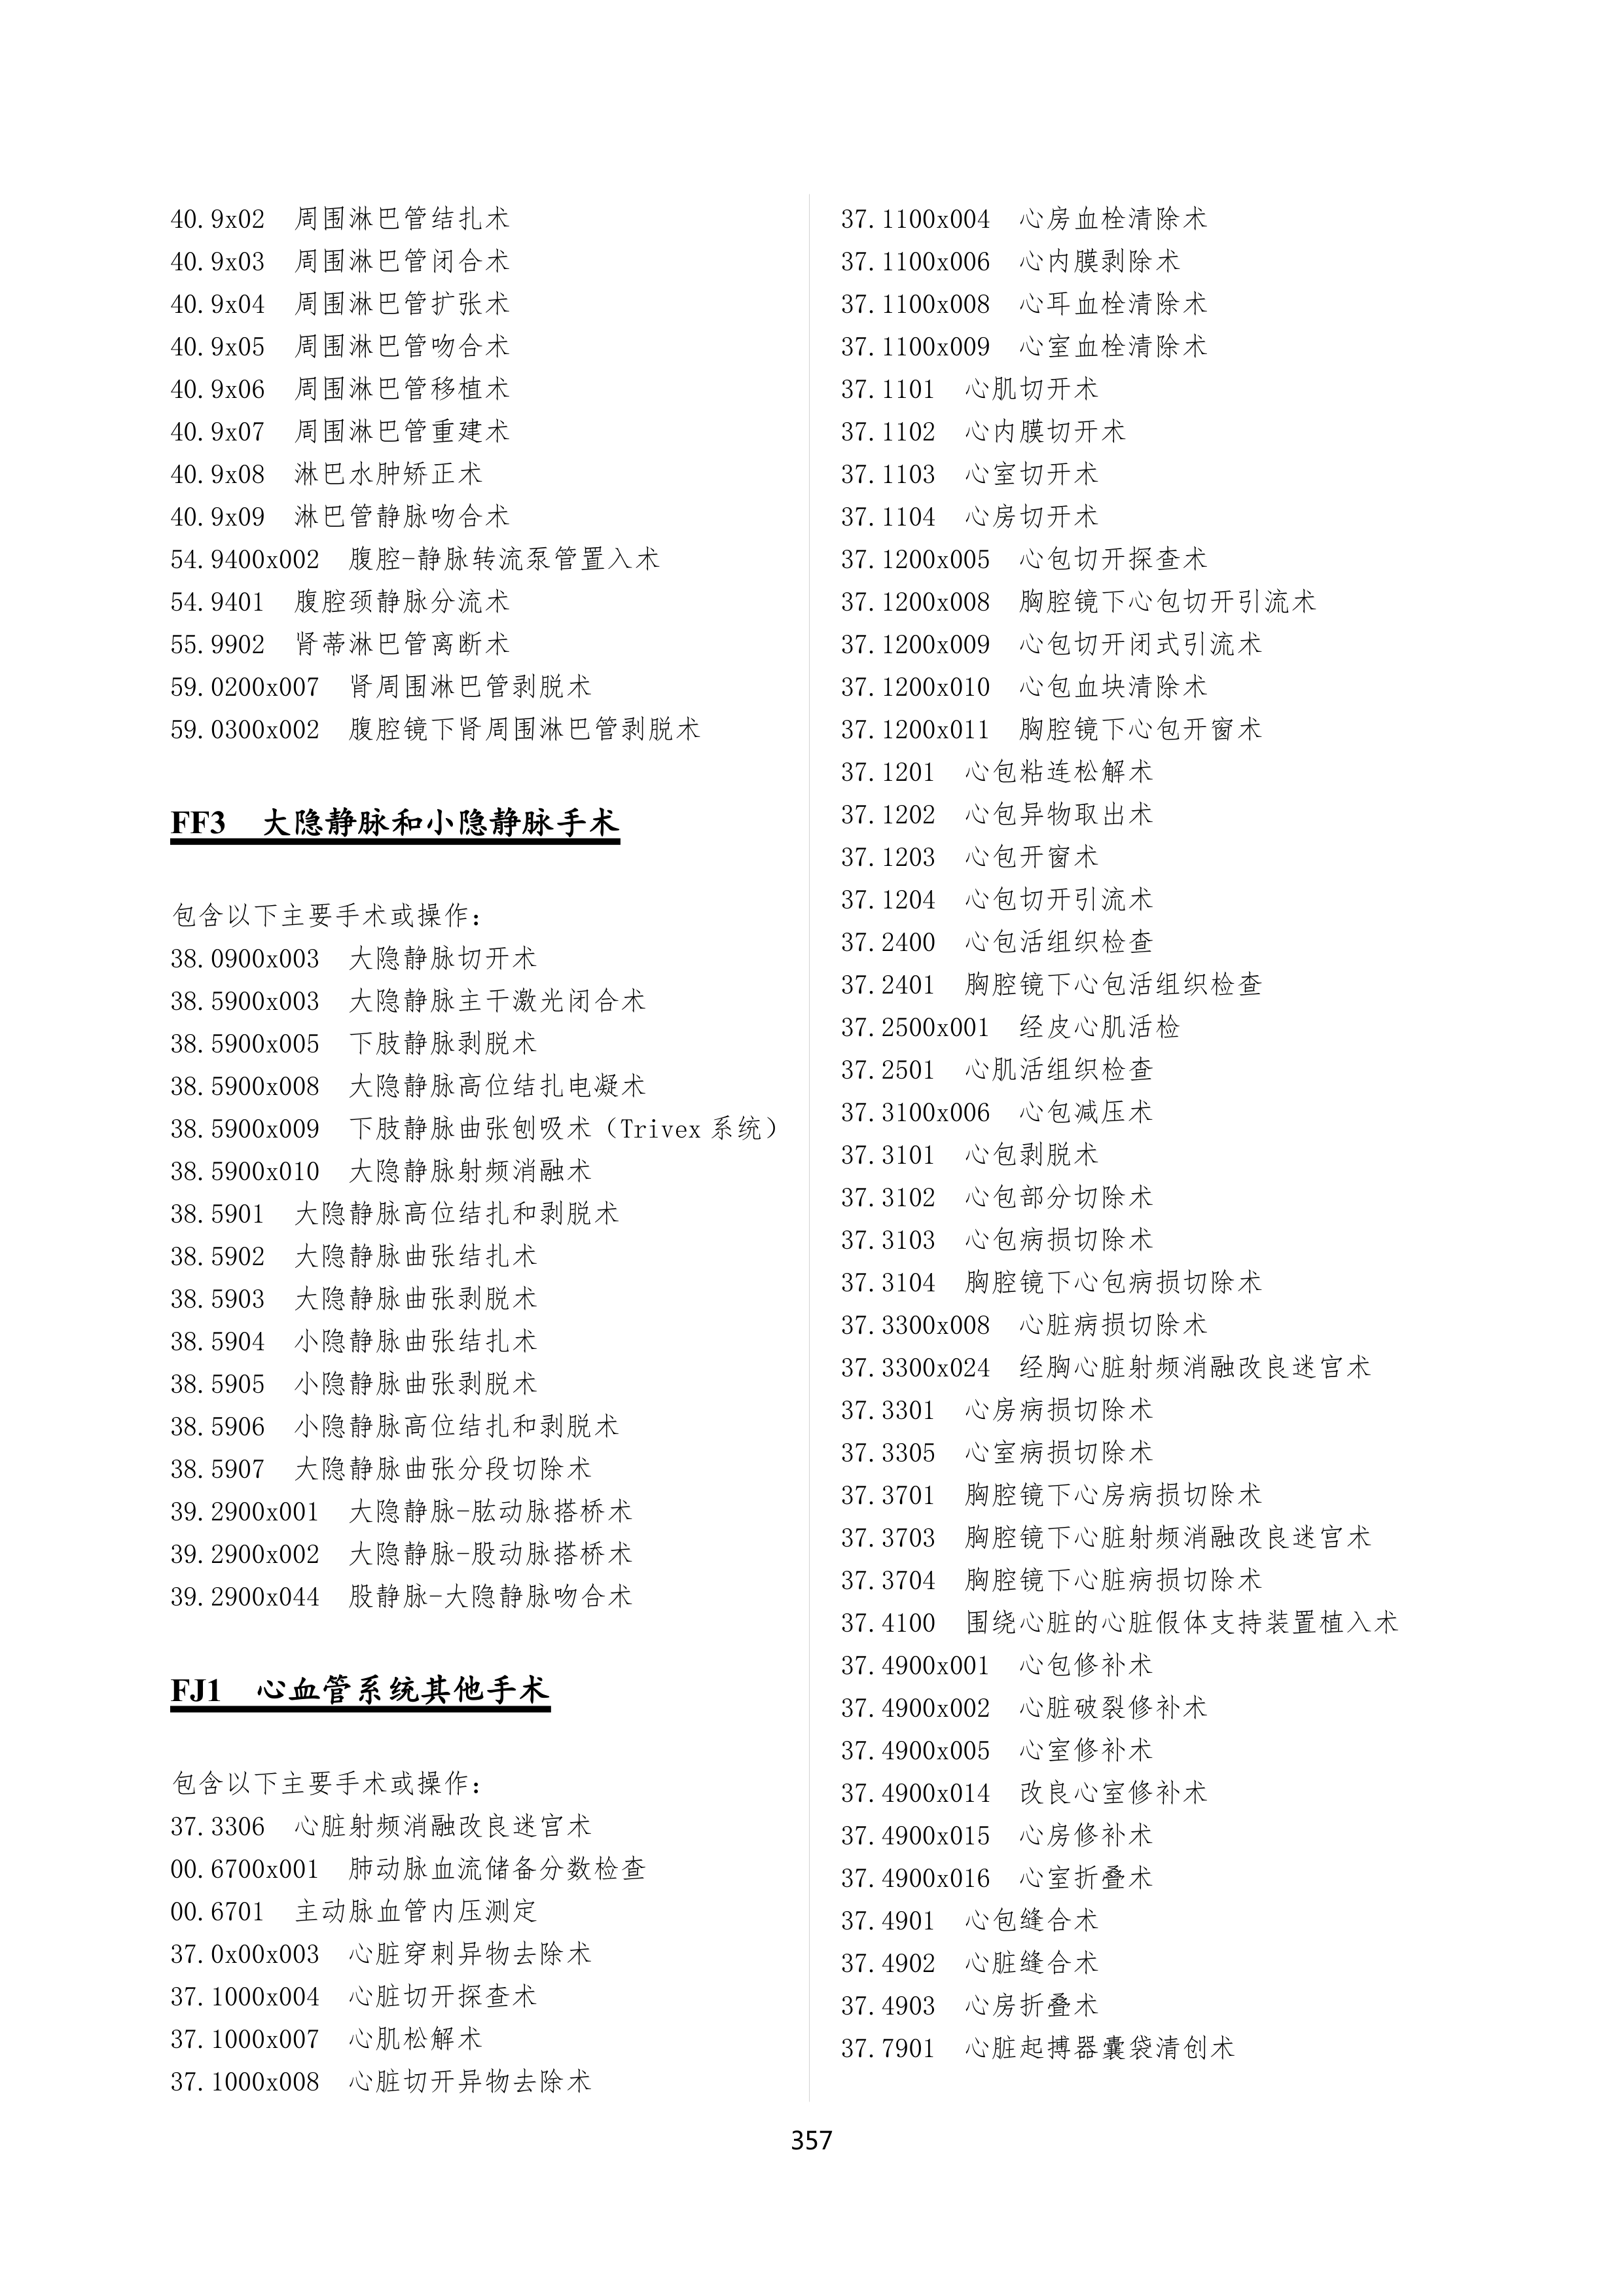 40.9x02 周围淋巴管结扎术
40.9x03 周围淋巴管闭合术
40.9x04 周围淋巴管扩张术
40.9x05 周围淋巴管吻合术
40.9x06 周围淋巴管移植术
40.9x07 周围淋巴管重建术
40.9x08 淋巴水肿矫正术
40.9x09 淋巴管静脉吻合术
54.9400x002 腹腔-静脉转流泵管置入术
54.9401 腹腔颈静脉分流术
55.9902 肾蒂淋巴管离断术
59.0200x007 肾周围淋巴管剥脱术
59.0300x002 腹腔镜下肾周围淋巴管剥脱术
FF3 大隐静脉和小隐静脉手术
包含以下主要手术或操作：
38.0900x003 大隐静脉切开术
38.5900x003 大隐静脉主干激光闭合术
38.5900x005 下肢静脉剥脱术
38.5900x008 大隐静脉高位结扎电凝术
38.5900x009 下肢静脉曲张刨吸术（Trivex 系统）
38.5900x010 大隐静脉射频消融术
38.5901 大隐静脉高位结扎和剥脱术
38.5902 大隐静脉曲张结扎术
38.5903 大隐静脉曲张剥脱术
38.5904 小隐静脉曲张结扎术
38.5905 小隐静脉曲张剥脱术
38.5906 小隐静脉高位结扎和剥脱术
38.5907 大隐静脉曲张分段切除术
39.2900x001 大隐静脉-肱动脉搭桥术
39.2900x002 大隐静脉-股动脉搭桥术
39.2900x044 股静脉-大隐静脉吻合术
FJ1 心血管系统其他手术
包含以下主要手术或操作：
37.3306 心脏射频消融改良迷宫术
00.6700x001 肺动脉血流储备分数检查
00.6701 主动脉血管内压测定
37.0x00x003 心脏穿刺异物去除术
37.1000x004 心脏切开探查术
37.1000x007 心肌松解术
37.1000x008 心脏切开异物去除术
37.1100x004 心房血栓清除术
37.1100x006 心内膜剥除术
37.1100x008 心耳血栓清除术
37.1100x009 心室血栓清除术
37.1101 心肌切开术
37.1102 心内膜切开术
37.1103 心室切开术
37.1104 心房切开术
37.1200x005 心包切开探查术
37.1200x008 胸腔镜下心包切开引流术
37.1200x009 心包切开闭式引流术
37.1200x010 心包血块清除术
37.1200x011 胸腔镜下心包开窗术
37.1201 心包粘连松解术
37.1202 心包异物取出术
37.1203 心包开窗术
37.1204 心包切开引流术
37.2400 心包活组织检查
37.2401 胸腔镜下心包活组织检查
37.2500x001 经皮心肌活检
37.2501 心肌活组织检查
37.3100x006 心包减压术
37.3101 心包剥脱术
37.3102 心包部分切除术
37.3103 心包病损切除术
37.3104 胸腔镜下心包病损切除术
37.3300x008 心脏病损切除术
37.3300x024 经胸心脏射频消融改良迷宫术
37.3301 心房病损切除术
37.3305 心室病损切除术
37.3701 胸腔镜下心房病损切除术
37.3703 胸腔镜下心脏射频消融改良迷宫术
37.3704 胸腔镜下心脏病损切除术
37.4100 围绕心脏的心脏假体支持装置植入术
37.4900x001 心包修补术
37.4900x002 心脏破裂修补术
37.4900x005 心室修补术
37.4900x014 改良心室修补术
37.4900x015 心房修补术
37.4900x016 心室折叠术
37.4901 心包缝合术
37.4902 心脏缝合术
37.4903 心房折叠术
37.7901 心脏起搏器囊袋清创术
357